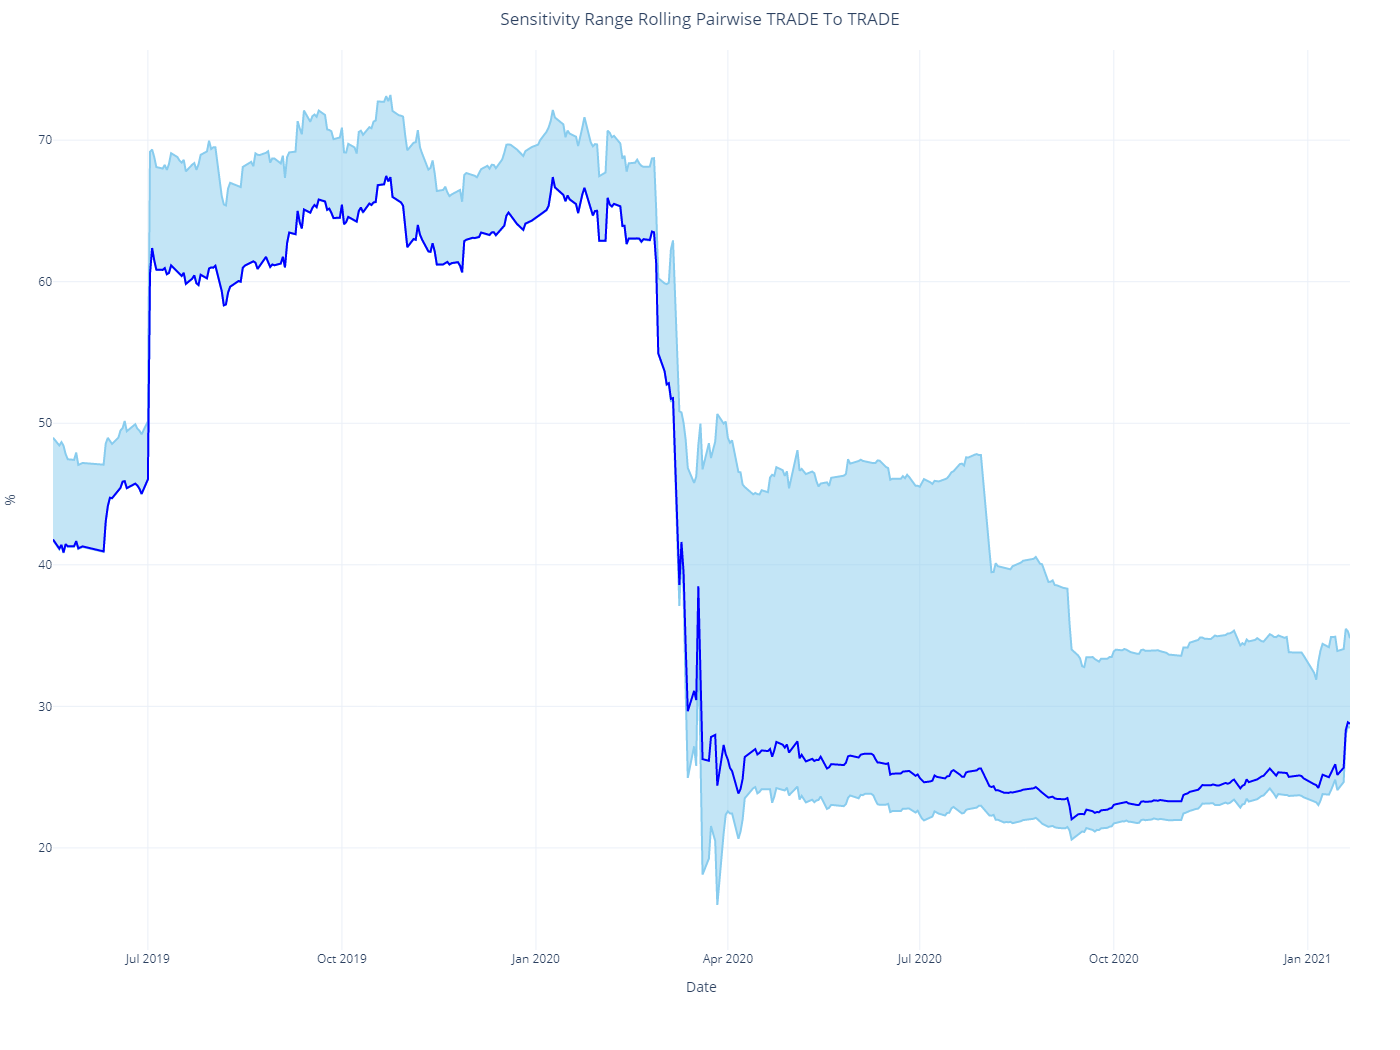 Sensitivity Range Rolling Pairwise TRADE To TRADE
70
60
50
40
30
20
%
Jul 2019
Oct 2019
Jan 2020
Apr 2020
Jul 2020
Oct 2020
Jan 2021
Date